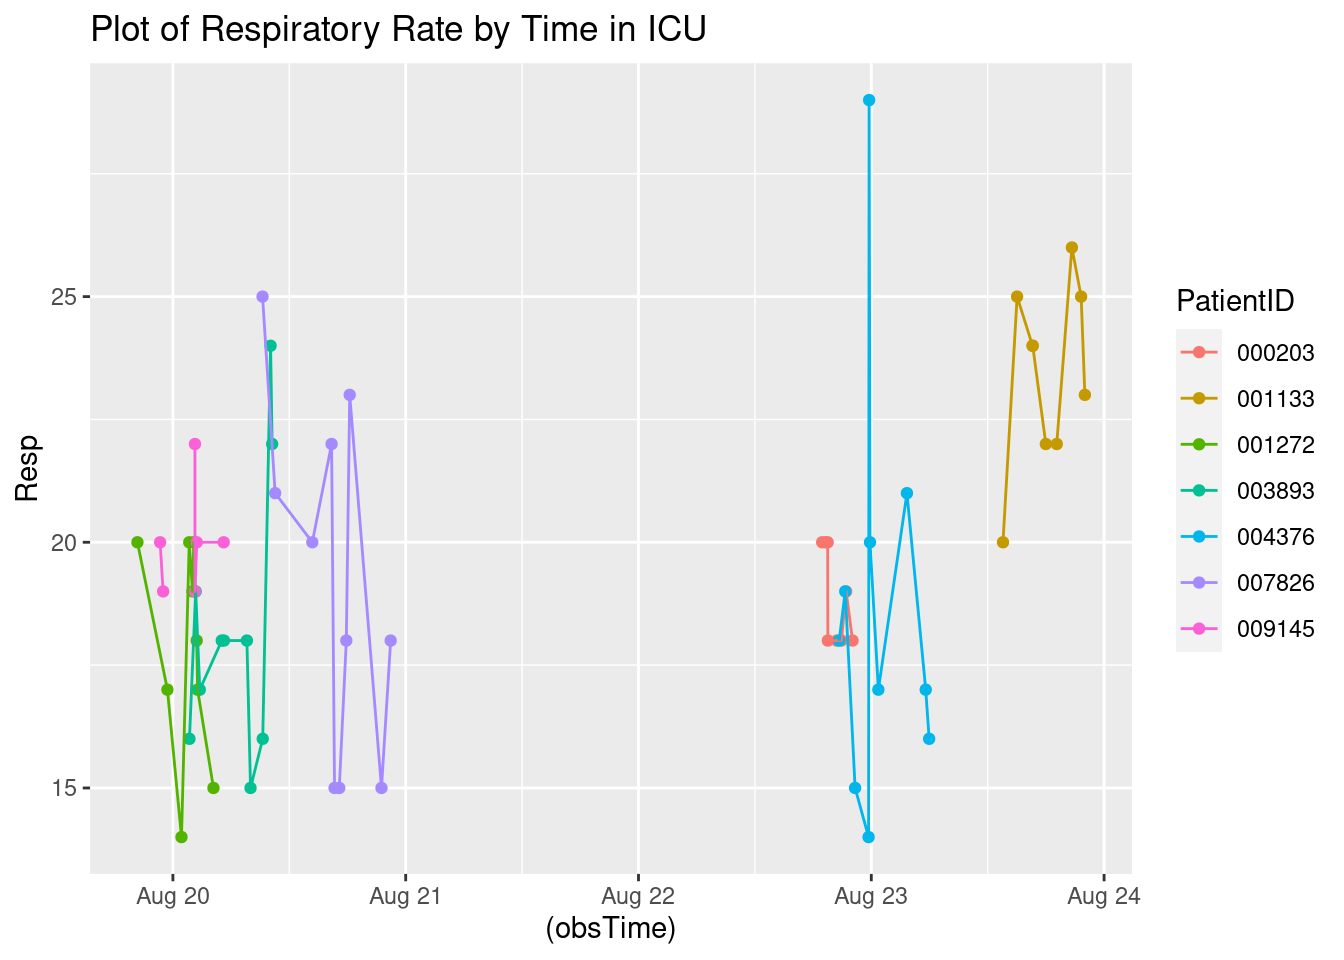 Plot of Respiratory Rate by Time in ICU
Resp
25
20
15
Aug 20
Aug 21
Aug 22
Aug 23
Aug 24
(obsTime)
PatientID
000203
001133
001272
003893
004376
007826
009145